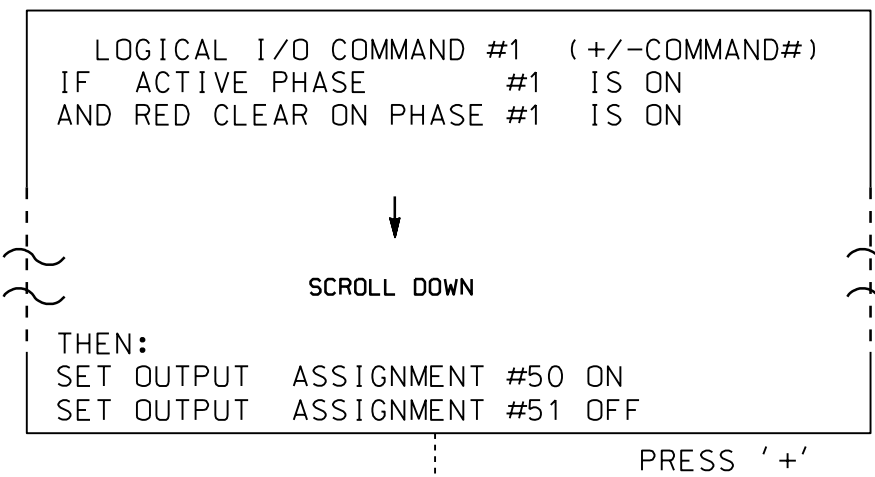 LOGICAL I/O COMMAND #1 (+/-COMMAND#)
IF ACTIVE PHASE #1 IS ON
AND RED CLEAR ON PHASE #1 IS ON
SCROLL DOWN
THEN:
SET OUTPUT ASSIGNMENT #50 ON
SET OUTPUT ASSIGNMENT #51 OFF
PRESS '+'